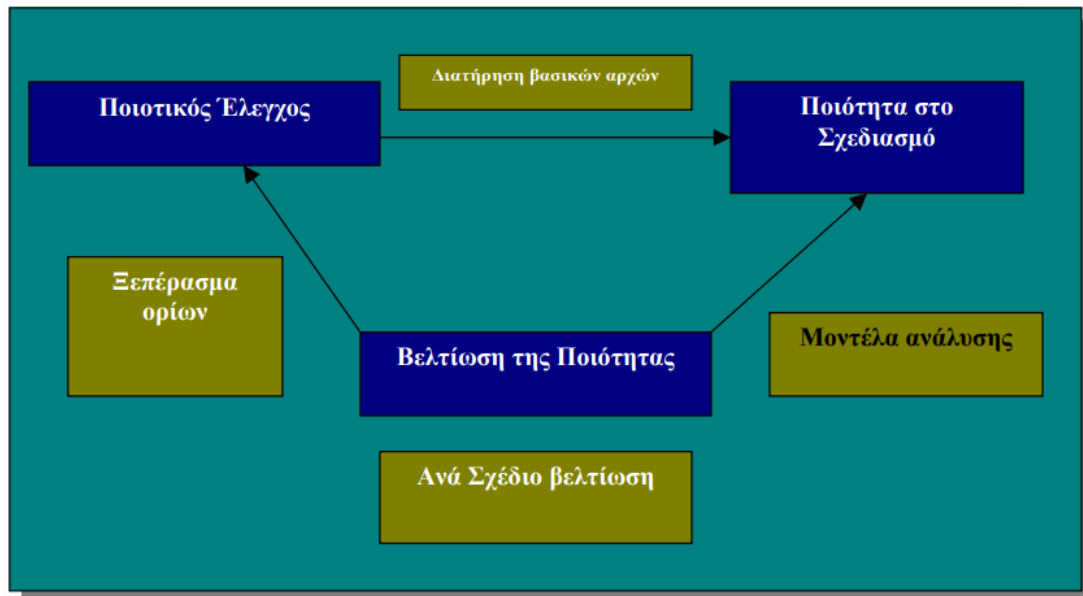 Διατήρηση βασικών αρχών
Ποιοτικός Έλεγχος
Ποιότητα στο
Σχεδιασμό
Ξεπέρασμα
ορίων
Μοντέλα ανάλυσης
Βελτίωση της Ποιότητας
Ανά Σχέδιο βελτίωση